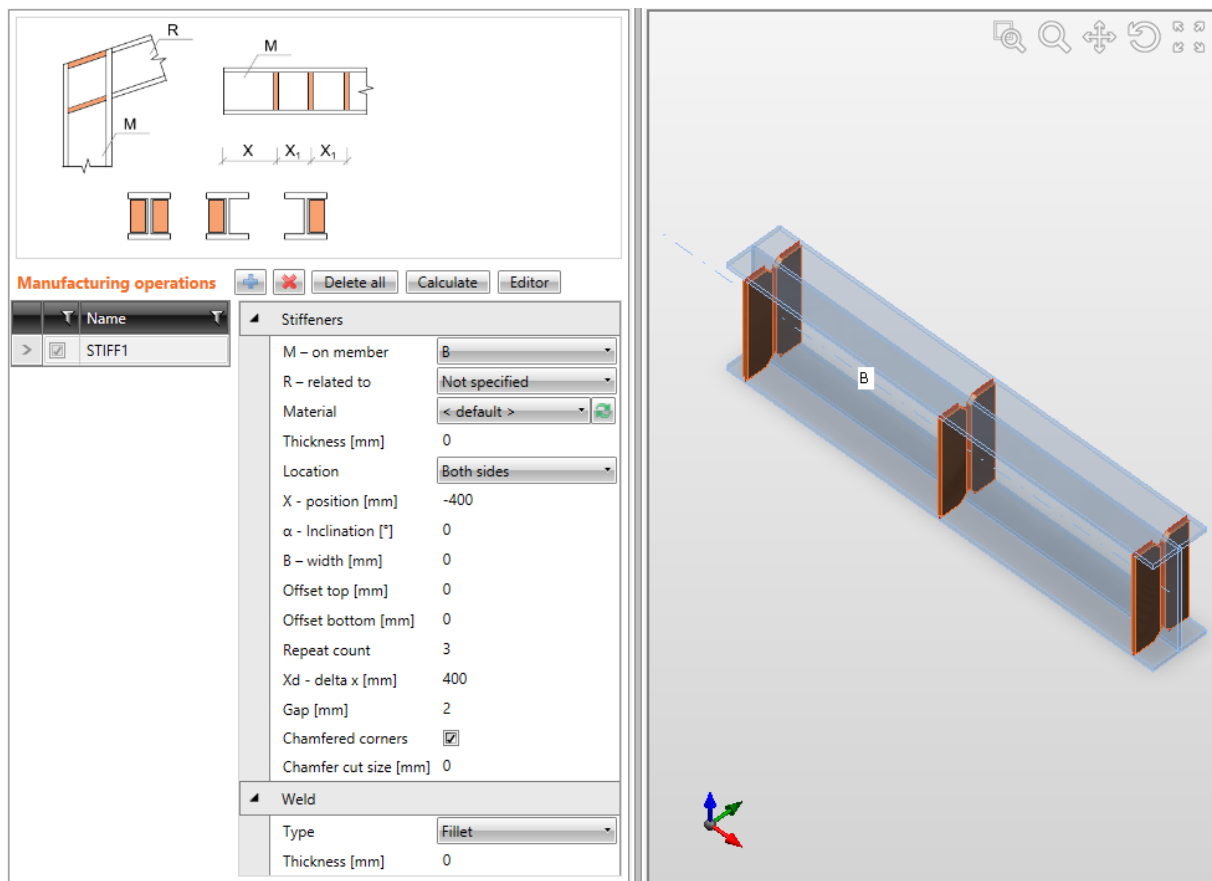 R
M
M
X X₁ X₁
Manufacturing operations Delete all Calculate Editor
Name
STIFF1
Stiffeners
M – on member B
R – related to Not specified
Material < default >
Thickness [mm] 0
Location Both sides
X - position [mm] -400
α - Inclination [°] 0
B – width [mm] 0
Offset top [mm] 0
Offset bottom [mm] 0
Repeat count 3
Xd - delta x [mm] 400
Gap [mm] 2
Chamfered corners
Chamfer cut size [mm] 0
Weld
Type Fillet
Thickness [mm] 0
B